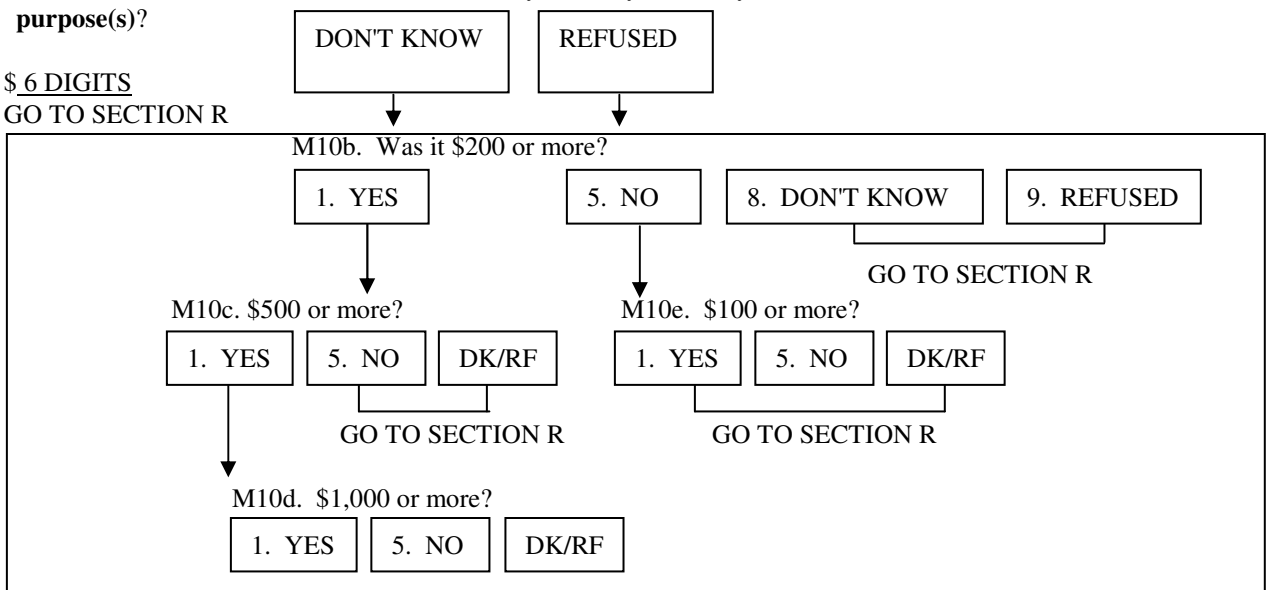 purpose(s)?
DON'T KNOW
REFUSED
$ 6 DIGITS
GO TO SECTION R
M10b. Was it $200 or more?
1. YES
5. NO
8. DON'T KNOW
9. REFUSED
GO TO SECTION R
M10c. $500 or more?
M10e. $100 or more?
1. YES
5. NO
DK/RF
1. YES
5. NO
DK/RF
GO TO SECTION R
GO TO SECTION R
M10d. $1,000 or more?
1. YES
5. NO
DK/RF